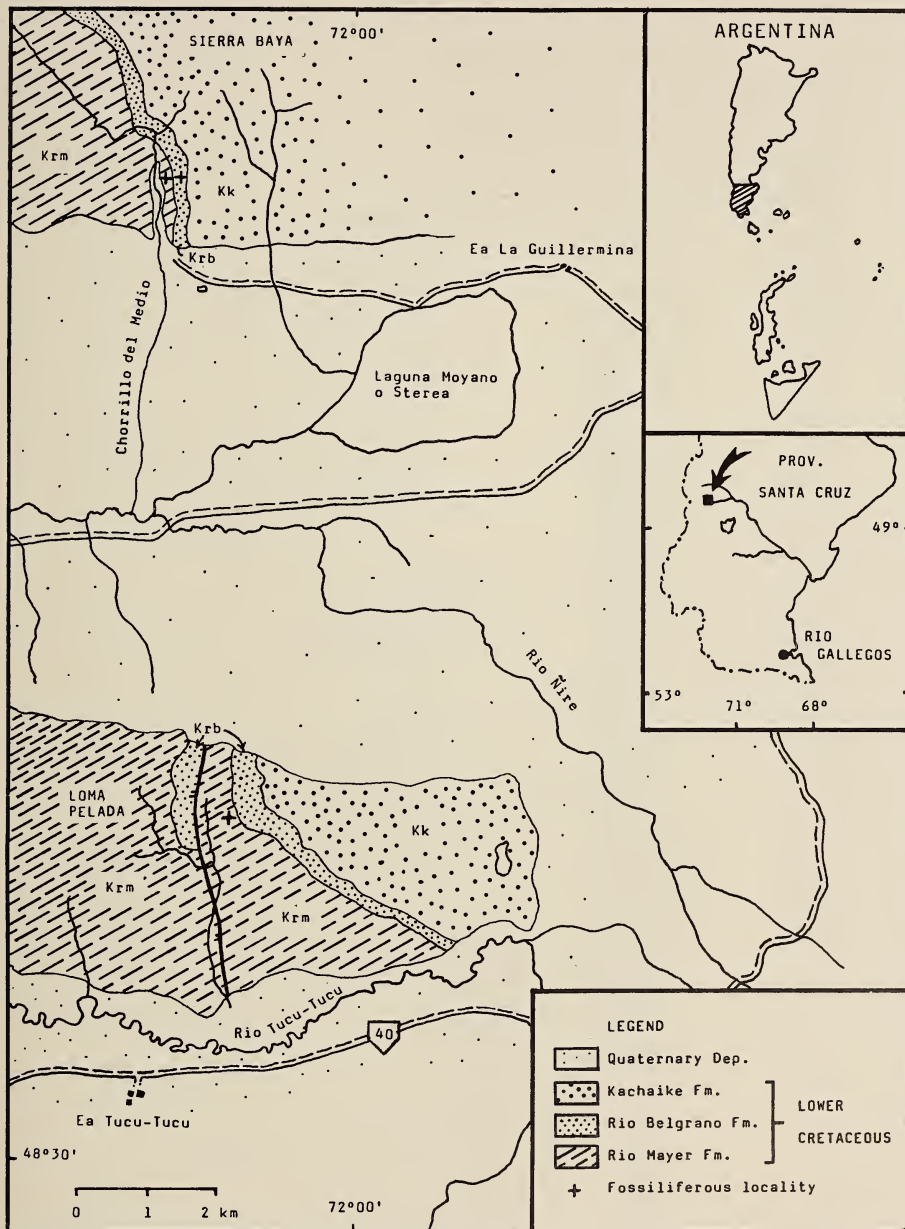 SIERRA BAYA
72°00'
Krm
Kk
Krb
Ea La Guillermina
Chorrillo del Medio
Laguna Moyano
o Sterea
Rio Ñire
Krb
LOMA
PELADA
Kk
Krm
Krm
Rio Tucu-Tucu
40
Ea Tucu-Tucu
48°30'
0 1 2 km
72°00'
ARGENTINA
PROV.
SANTA CRUZ
49°
RIO
GALLEGOS
53°
71° 68°
LEGEND
Quaternary Dep.
Kachaike Fm.
Rio Belgrano Fm.
Rio Mayer Fm.
LOWER
CRETACEOUS
+ Fossiliferous locality